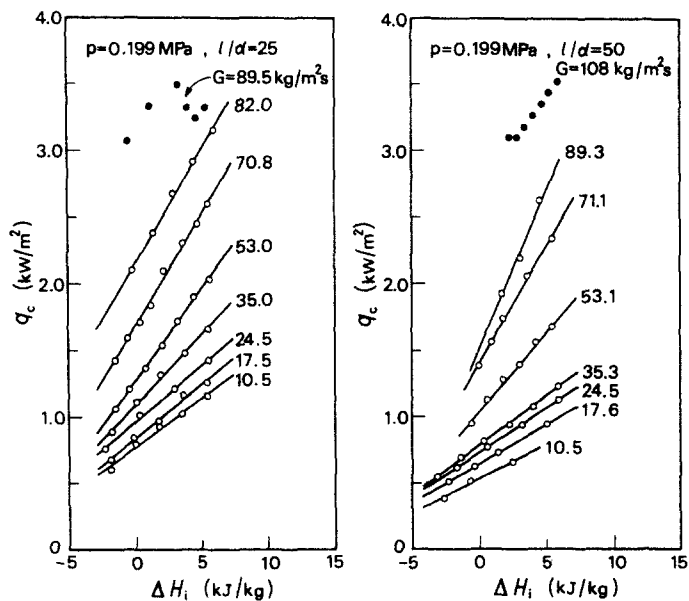 4.0
p=0.199 MPa , l/d=25
G=89.5 kg/m²s
82.0
70.8
53.0
35.0
24.5
17.5
10.5
3.0
2.0
1.0
0
q_c (kW/m²)
-5 0 5 10 15
ΔH_i (kJ/kg)
4.0
p=0.199 MPa , l/d=50
G=108 kg/m²s
89.3
71.1
53.1
35.3
24.5
17.6
10.5
3.0
2.0
1.0
0
q_c (kW/m²)
-5 0 5 10 15
ΔH_i (kJ/kg)